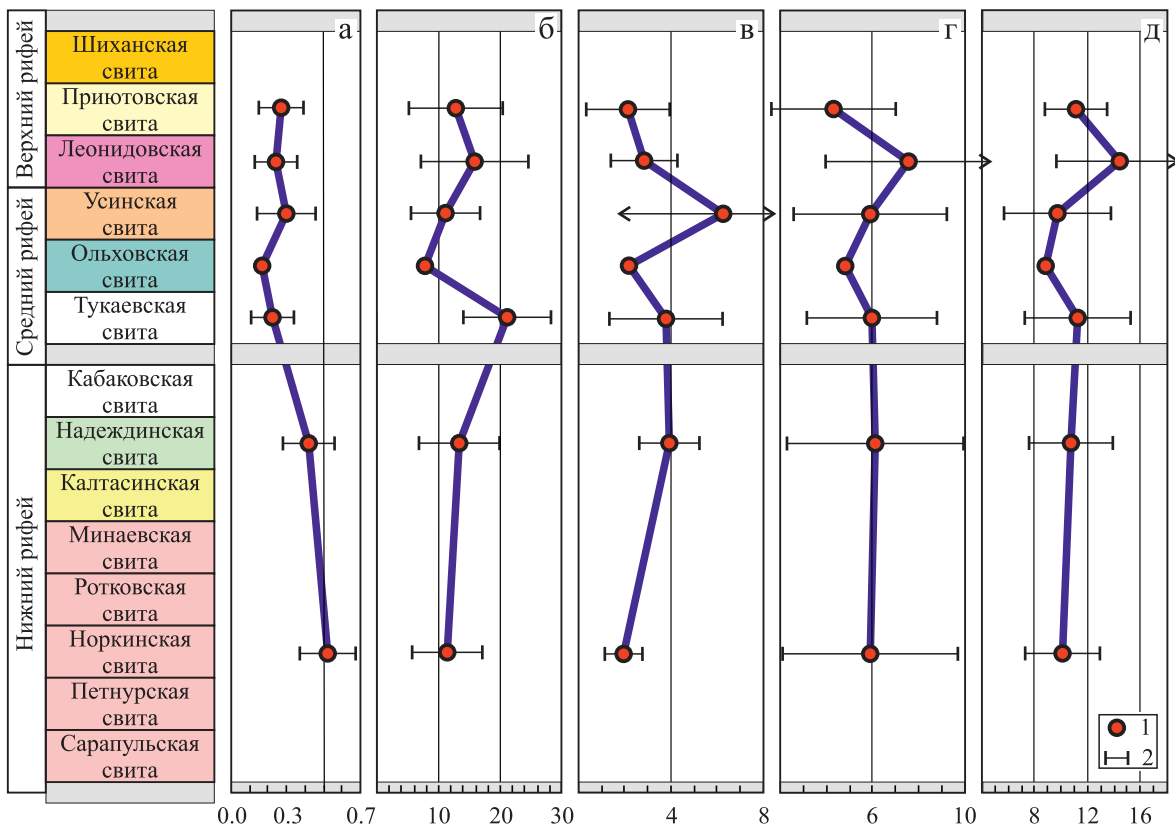 а
б
в
г
д
Верхний рифей
Шиханская
свита
Приютовская
свита
Леонидовская
свита
Средний рифей
Усинская
свита
Ольховская
свита
Тукаевская
свита
Нижний рифей
Кабаковская
свита
Надеждинская
свита
Калтасинская
свита
Минаевская
свита
Ротковская
свита
Норкинская
свита
Петнурская
свита
Сарапульская
свита
1
2
0.0 0.3 0.7
10 20 30
4 8
6 10
8 12 16